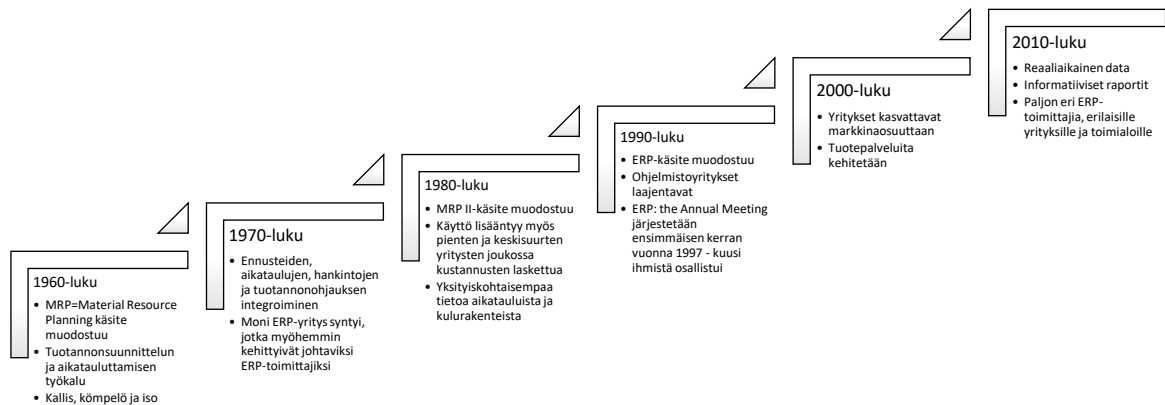 1960-luku
• MRP=Material Resource
Planning käsite
muodostuu
• Tuotannonsuunnittelun
ja aikatauluttamisen
työkalu
• Kallis, kömpelö ja iso
1970-luku
• Ennusteiden,
aikataulujen, hankintojen
ja tuotannonohjauksen
integroiminen
• Moni ERP-yritys syntyi,
jotka myöhemmin
kehittyivät johtaviksi
ERP-toimittajiksi
1980-luku
• MRP II-käsite muodostuu
• Käyttö lisääntyy myös
pienten ja keskisuurten
yritysten joukossa
kustannusten laskettua
• Yksityiskohtaisempaa
tietoa aikatauluista ja
kulurakenteista
1990-luku
• ERP-käsite muodostuu
• Ohjelmistoyritykset
laajentavat
• ERP: the Annual Meeting
järjestetään
ensimmäisen kerran
vuonna 1997 - kuusi
ihmistä osallistui
2000-luku
• Yritykset kasvattavat
markkinaosuuttaan
• Tuotepalveluita
kehitetään
2010-luku
• Reaaliaikainen data
• Informatiiviset raportit
• Paljon eri ERP-
toimittajia, erilaisille
yrityksille ja toimialoille